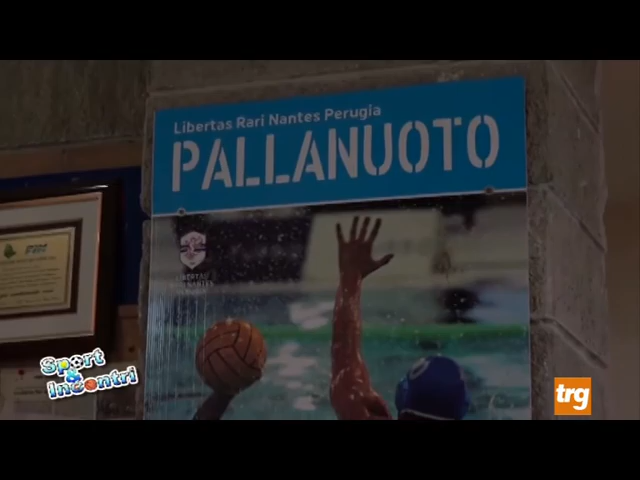 Libertas Rari Nantes Perugia
PALLANUOTO
Sport
&
Incontri
trg